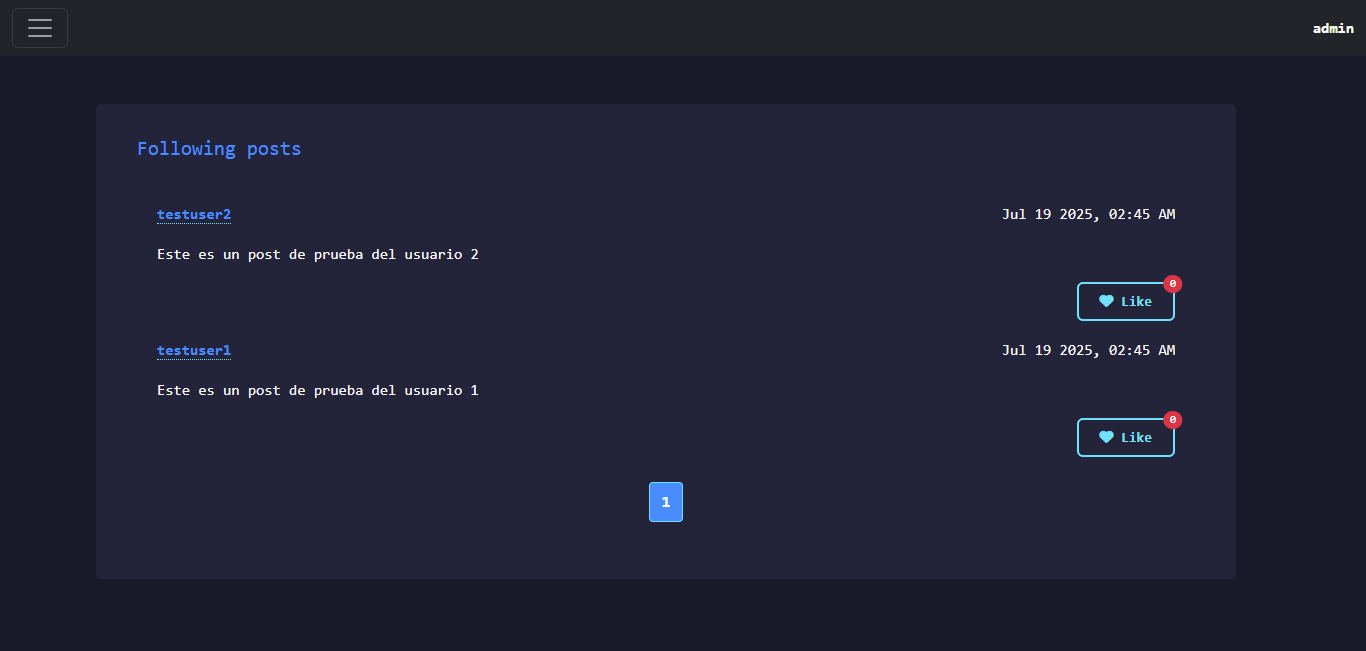 admin
Following posts
testuser2 Jul 19 2025, 02:45 AM
Este es un post de prueba del usuario 2
0
Like
testuser1 Jul 19 2025, 02:45 AM
Este es un post de prueba del usuario 1
0
Like
1